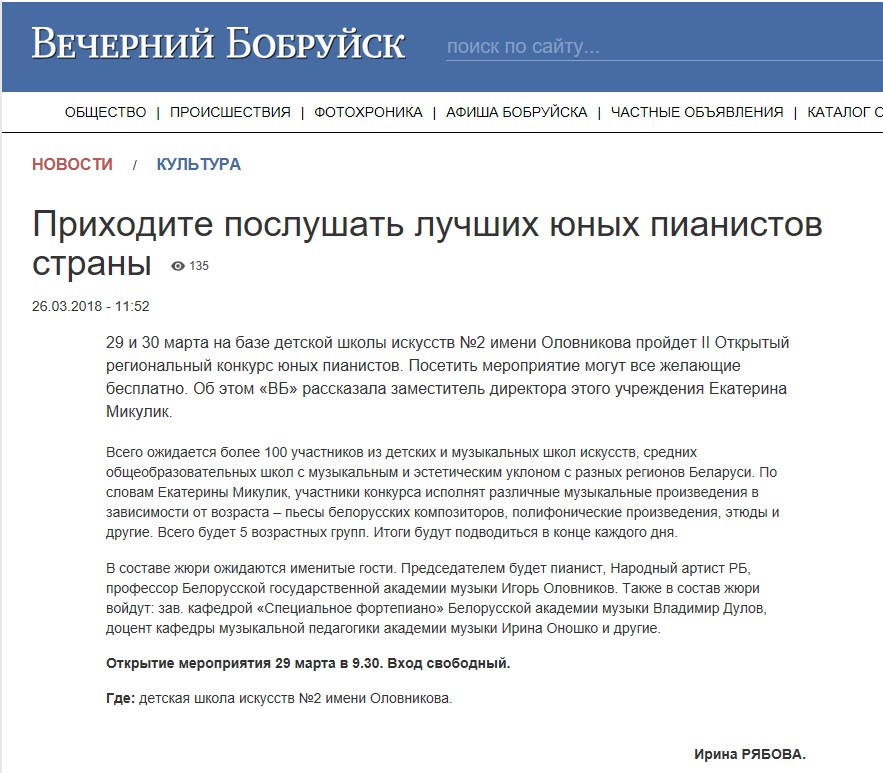 ВЕЧЕРНИЙ БОБРУЙСК
поиск по сайту...
ОБЩЕСТВО | ПРОИСШЕСТВИЯ | ФОТОХРОНИКА | АФИША БОБРУЙСКА | ЧАСТНЫЕ ОБЪЯВЛЕНИЯ | КАТАЛОГ
НОВОСТИ / КУЛЬТУРА
Приходите послушать лучших юных пианистов
страны 135
26.03.2018 - 11:52
29 и 30 марта на базе детской школы искусств №2 имени Оловникова пройдет II Открытый
региональный конкурс юных пианистов. Посетить мероприятие могут все желающие
бесплатно. Об этом «ВБ» рассказала заместитель директора этого учреждения Екатерина
Микулик.
Всего ожидается более 100 участников из детских и музыкальных школ искусств, средних
общеобразовательных школ с музыкальным и эстетическим уклоном с разных регионов Беларуси. По
словам Екатерины Микулик, участники конкурса исполнят различные музыкальные произведения в
зависимости от возраста – пьесы белорусских композиторов, полифонические произведения, этюды и
другие. Всего будет 5 возрастных групп. Итоги будут подводиться в конце каждого дня.
В составе жюри ожидаются именитые гости. Председателем будет пианист, Народный артист РБ,
профессор Белорусской государственной академии музыки Игорь Оловников. Также в состав жюри
войдут: зав. кафедрой «Специальное фортепиано» Белорусской академии музыки Владимир Дулов,
доцент кафедры музыкальной педагогики академии музыки Ирина Оношко и другие.
Открытие мероприятия 29 марта в 9.30. Вход свободный.
Где: детская школа искусств №2 имени Оловникова.
Ирина РЯБОВА.